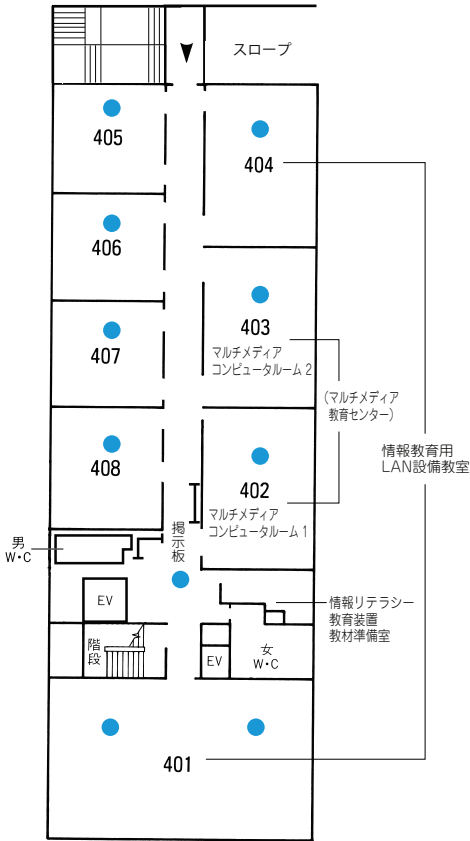 スロープ
405
404
406
403
マルチメディア
コンピュータルーム2
407
(マルチメディア
教育センター)
408
402
マルチメディア
コンピュータルーム1
情報教育用
LAN設備教室
掲示板
男
W・C
EV
情報リテラシー
教育装置
教材準備室
階段
EV
女
W・C
401